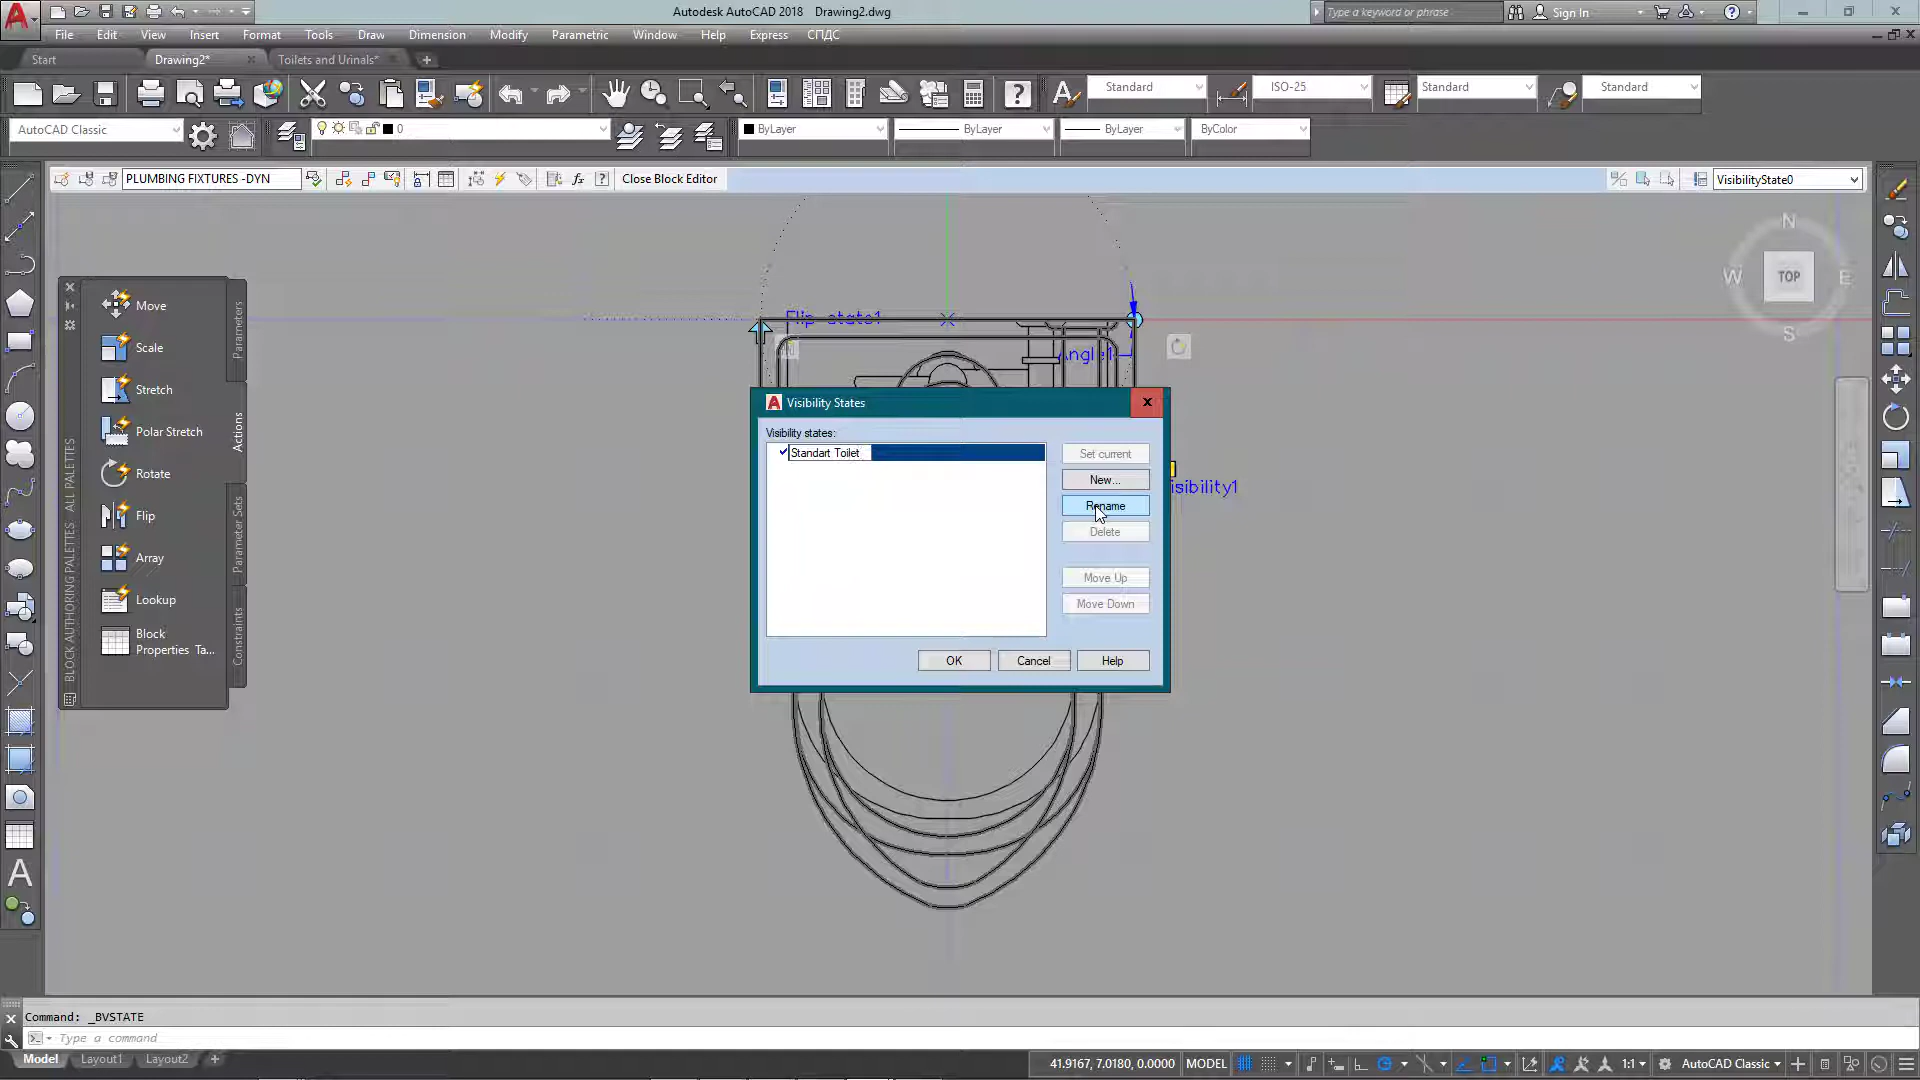 Autodesk AutoCAD 2018 Drawing2.dwg
Type a keyword or phrase
Sign In
File Edit View Insert Format Tools Draw Dimension Modify Parametric Window Help Express СПДС
Start Drawing2* Toilets and Urinals*
Standard ISO-25 Standard Standard
AutoCAD Classic 0 ByLayer ByLayer ByLayer ByColor
PLUMBING FIXTURES -DYN Close Block Editor VisibilityState0
N
W TOP E
S
Move
Scale
Stretch
Polar Stretch
Rotate
Flip
Array
Lookup
Block
Properties Ta...
Parameters
Actions
Parameter Sets
Constraints
BLOCK AUTHORING PALETTES - ALL PALETTES
Flip state1
Angle1
Visibility States
Visibility states:
Standart Toilet
Set current
New...
Rename
Delete
Move Up
Move Down
OK Cancel Help
isibility1
Command: _BVSTATE
Type a command
Model Layout1 Layout2
41.9167, 7.0180, 0.0000 MODEL 1:1 AutoCAD Classic